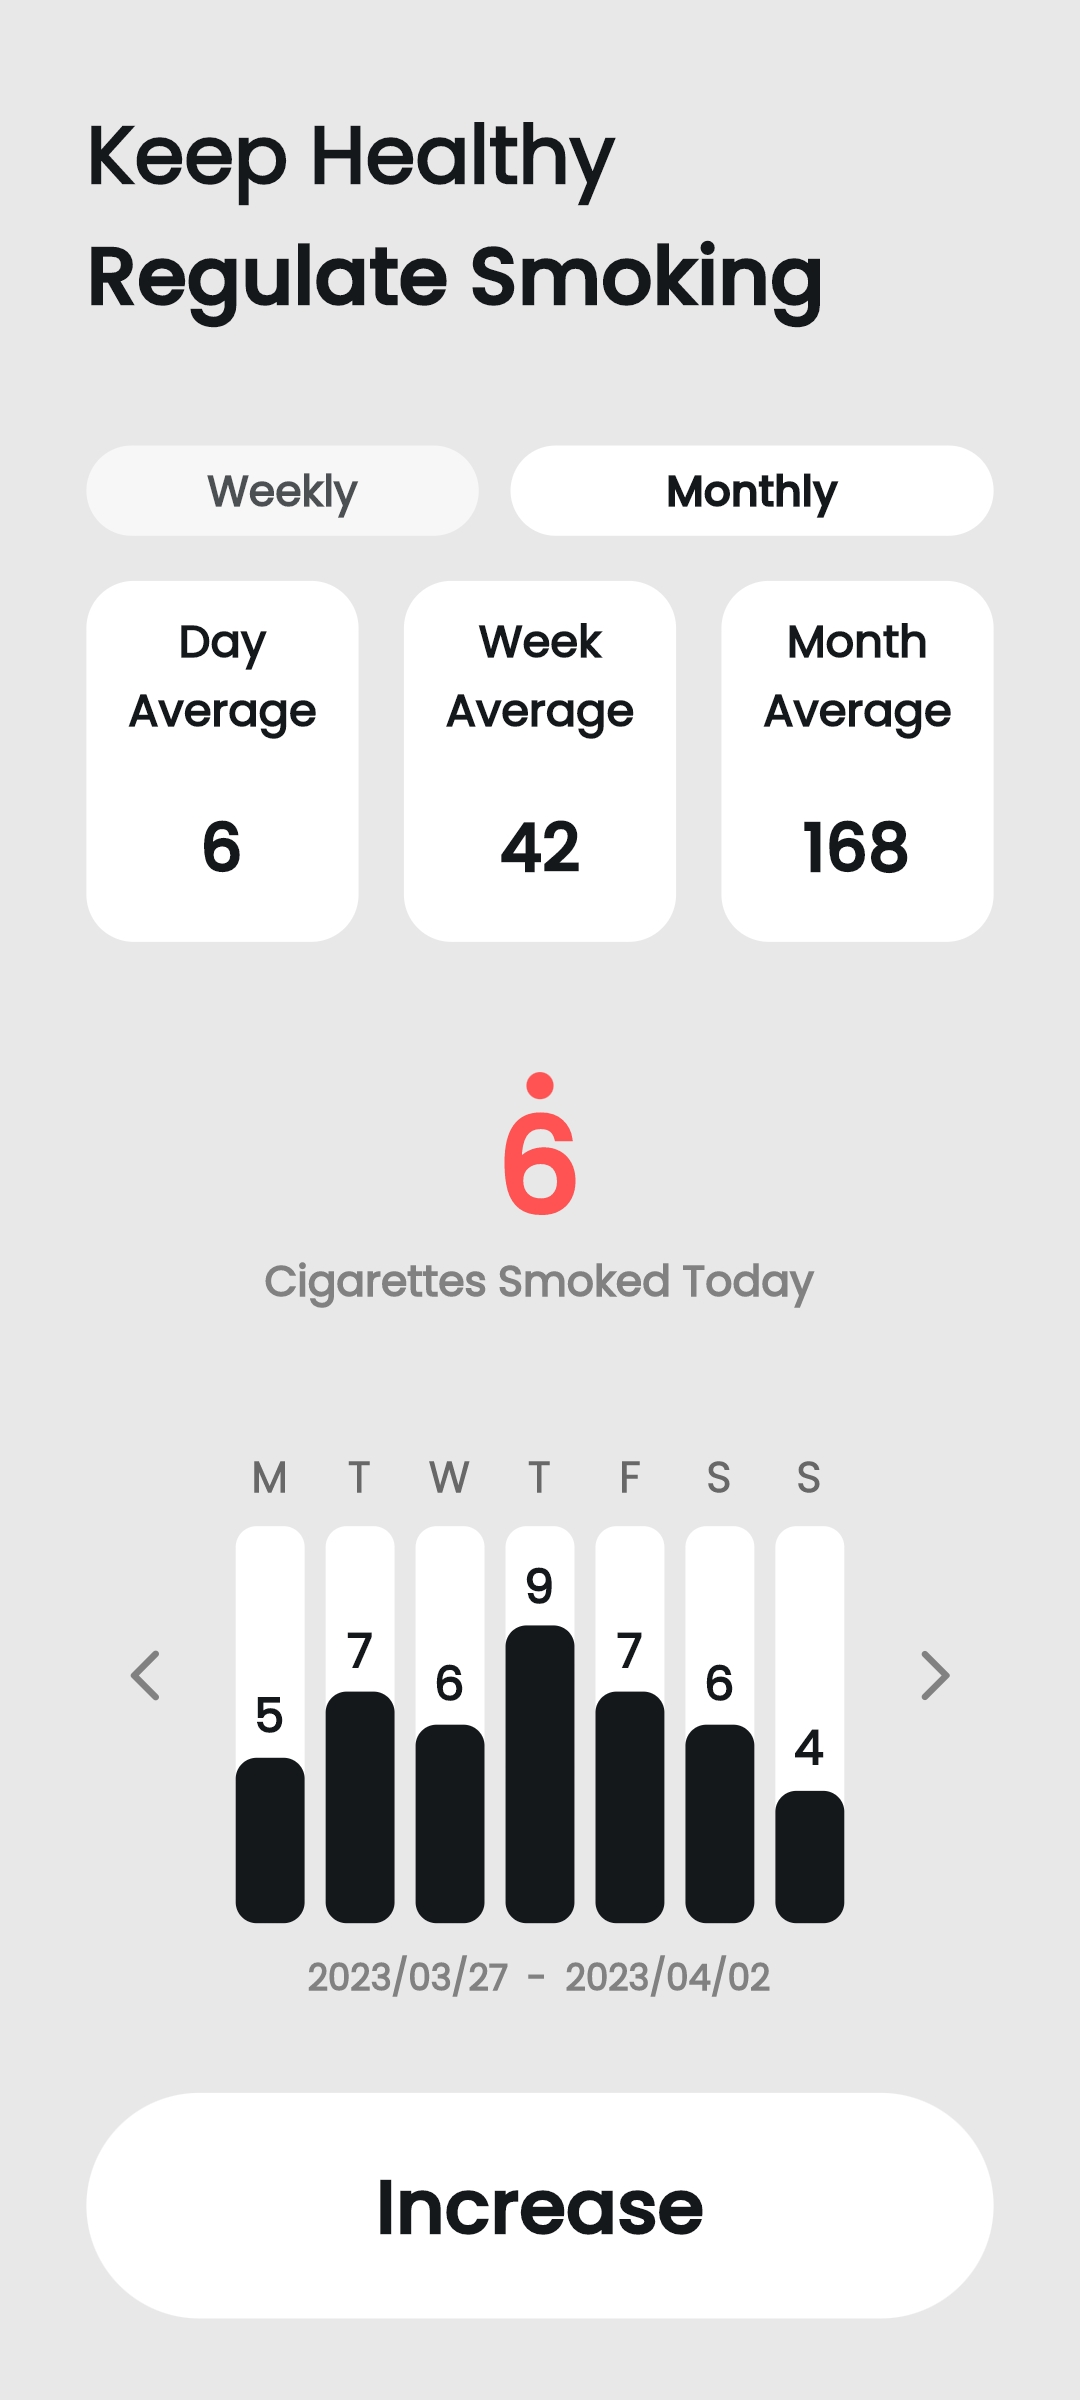 Keep Healthy
Regulate Smoking
Weekly Monthly
Day Average
6
Week Average
42
Month Average
168
6
Cigarettes Smoked Today
M T W T F S S
5 7 6 9 7 6 4
2023/03/27 - 2023/04/02
Increase